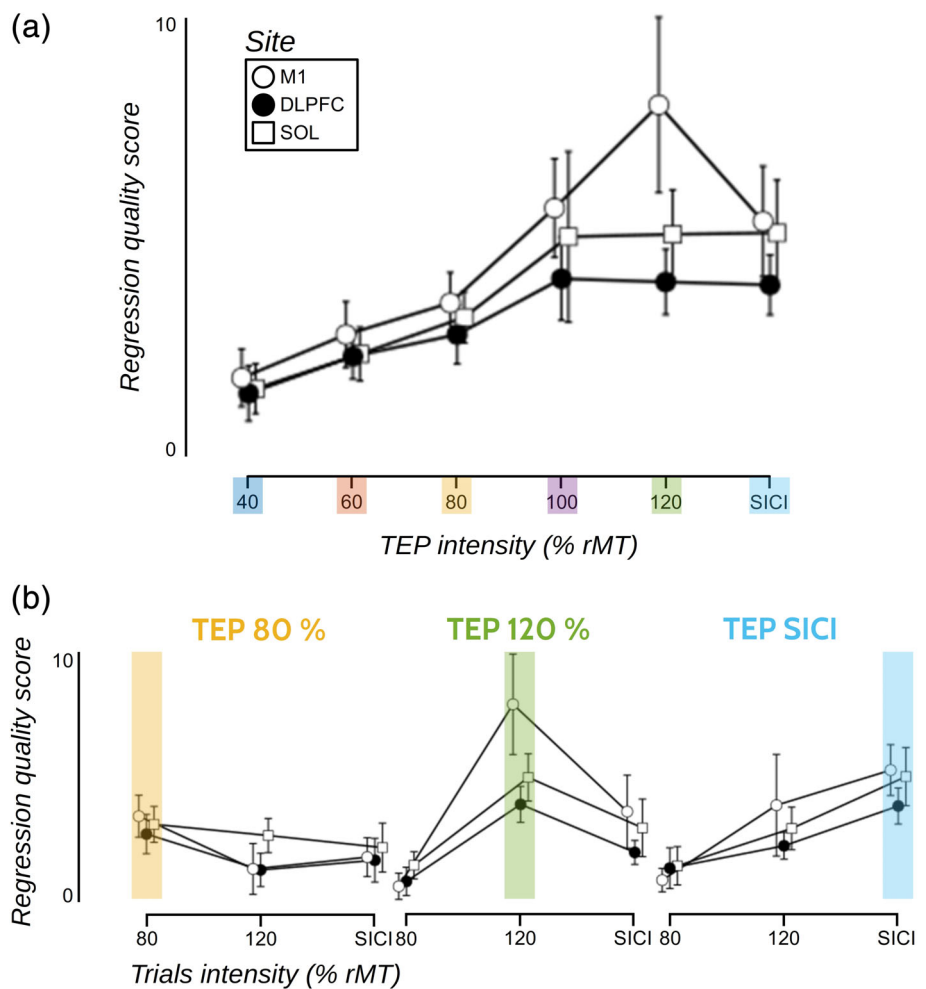 (a)
10
Site
M1
DLPFC
SOL
Regression quality score
0
40 60 80 100 120 SICI
TEP intensity (% rMT)
(b)
TEP 80 % TEP 120 % TEP SICI
10
Regression quality score
0
80 120 SICI 80 120 SICI 80 120 SICI
Trials intensity (% rMT)